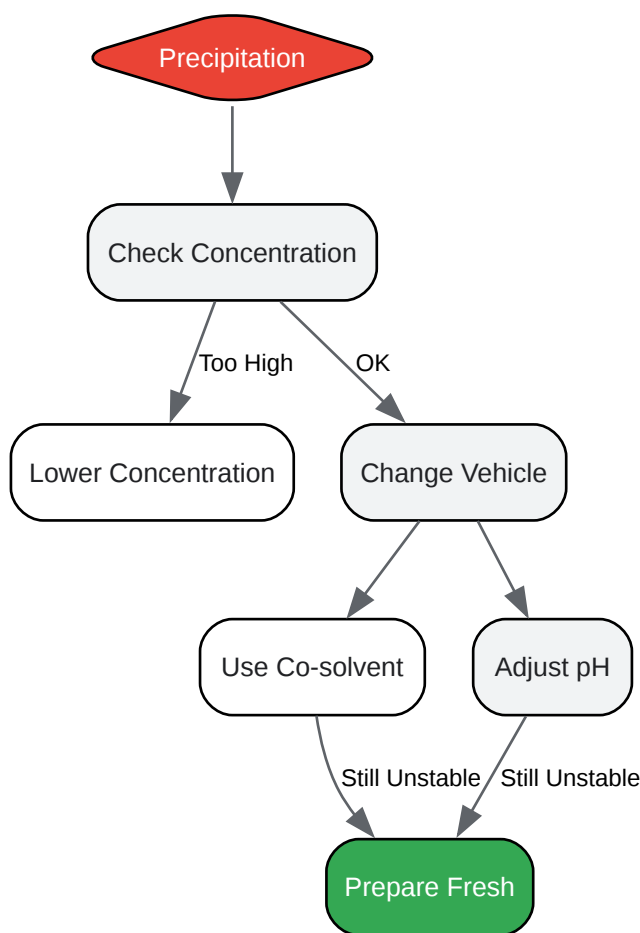 Precipitation
Check Concentration
Too High
OK
Lower Concentration
Change Vehicle
Use Co-solvent
Adjust pH
Still Unstable
Still Unstable
Prepare Fresh